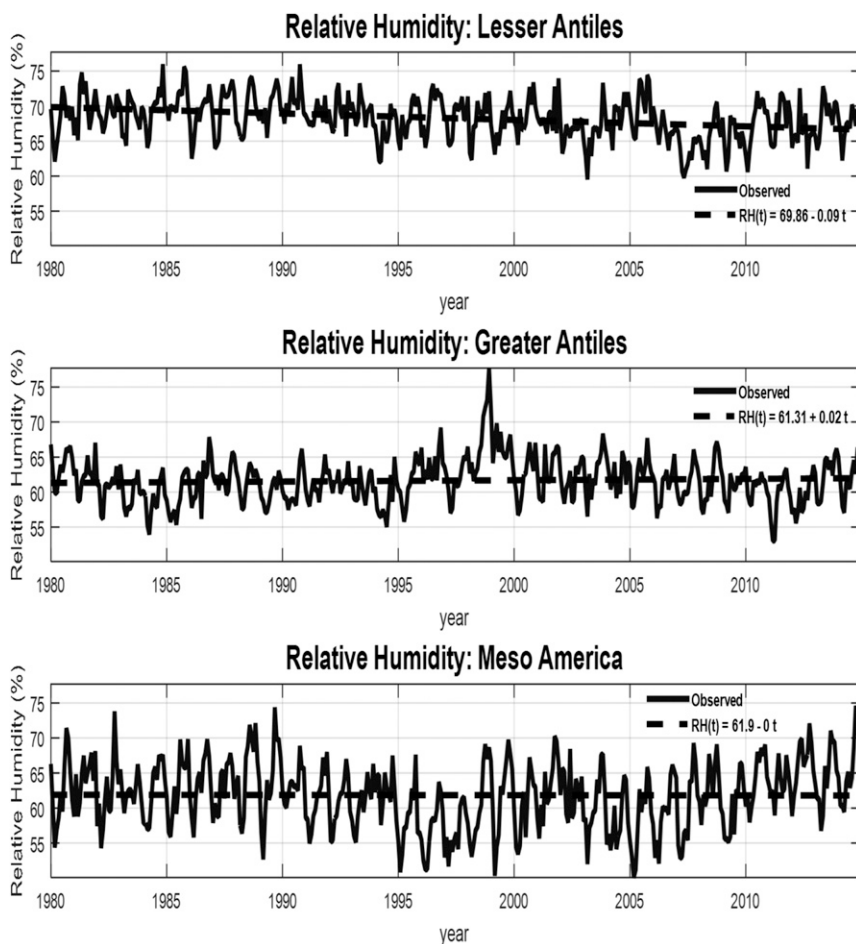 Relative Humidity: Lesser Antiles
Relative Humidity (%)
75
70
65
60
55
Observed
RH(t) = 69.86 - 0.09 t
1980 1985 1990 1995 2000 2005 2010
year
Relative Humidity: Greater Antiles
Relative Humidity (%)
75
70
65
60
55
Observed
RH(t) = 61.31 + 0.02 t
1980 1985 1990 1995 2000 2005 2010
year
Relative Humidity: Meso America
Relative Humidity (%)
75
70
65
60
55
Observed
RH(t) = 61.9 - 0 t
1980 1985 1990 1995 2000 2005 2010
year